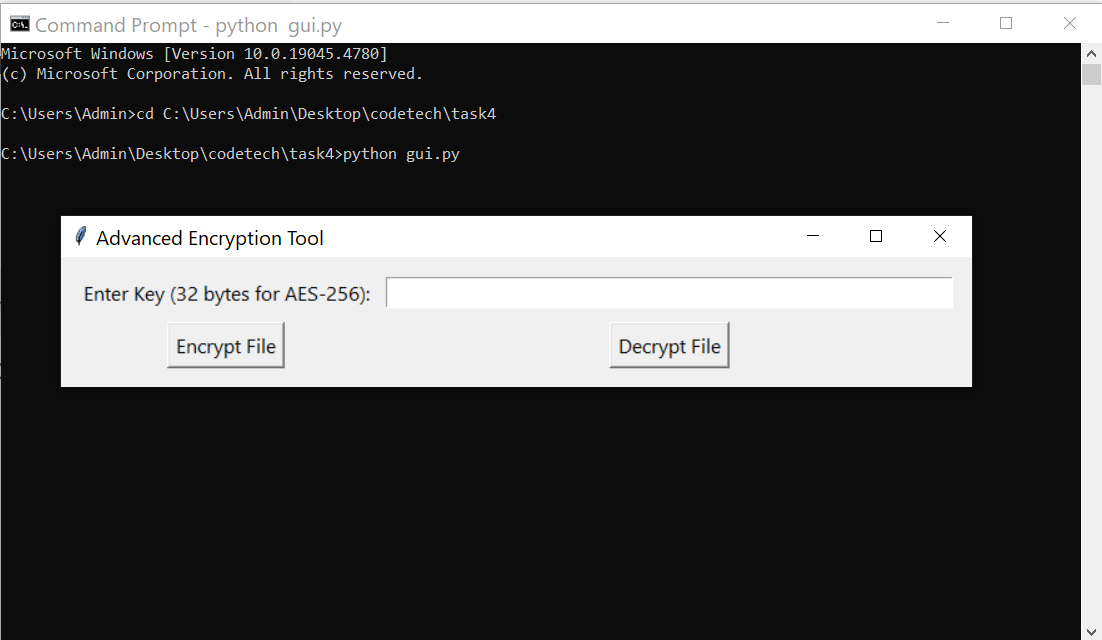 Command Prompt - python  gui.py
Microsoft Windows [Version 10.0.19045.4780]
(c) Microsoft Corporation. All rights reserved.
C:\Users\Admin>cd C:\Users\Admin\Desktop\codetech\task4
C:\Users\Admin\Desktop\codetech\task4>python gui.py
Advanced Encryption Tool
Enter Key (32 bytes for AES-256):
Encrypt File
Decrypt File